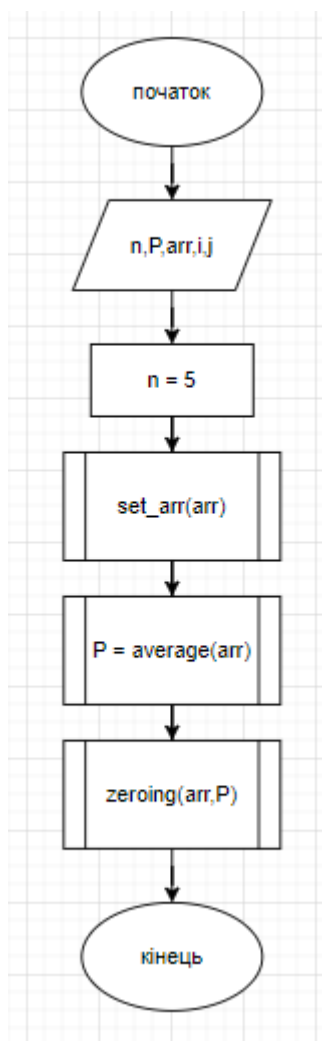 початок
n,P,arr,i,j
n = 5
set_arr(arr)
P = average(arr)
zeroing(arr,P)
кінець